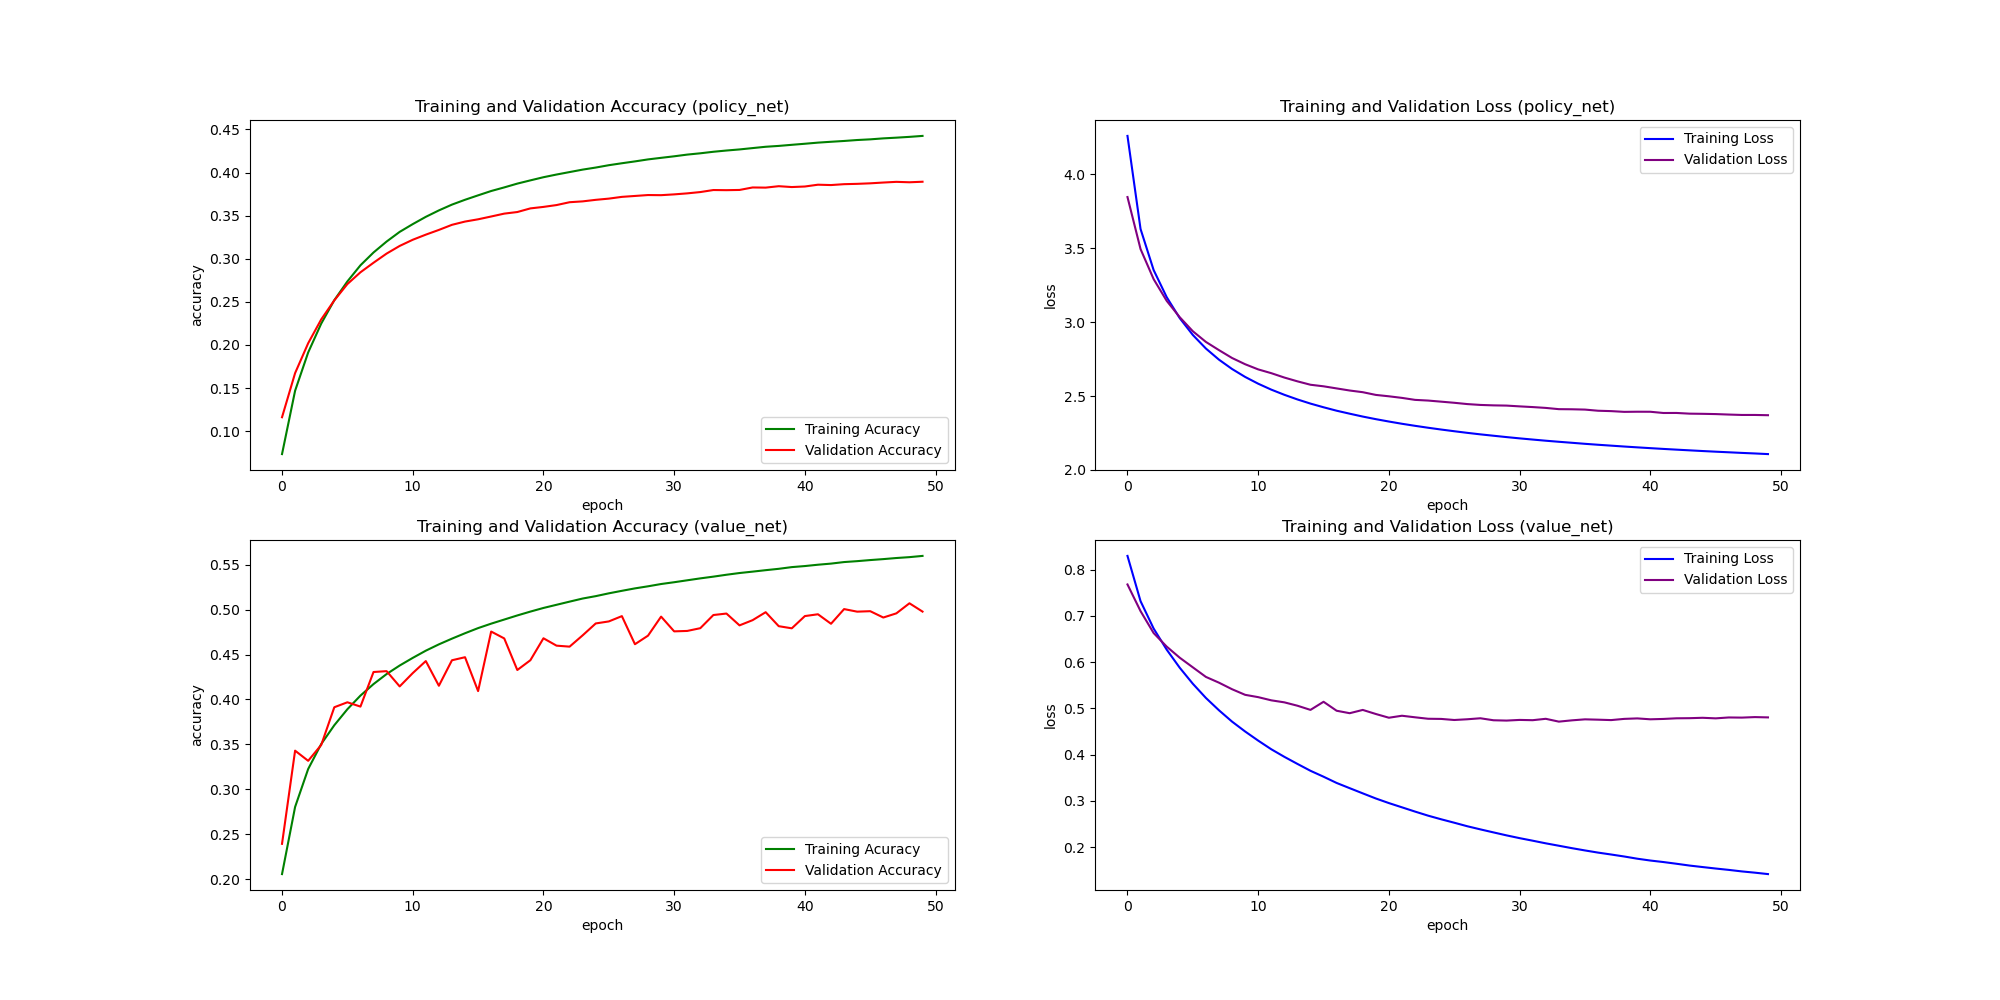 Training and Validation Accuracy (policy_net)
0.45
0.40
0.35
0.30
0.25
0.20
0.15
0.10
accuracy
Training Acuracy
Validation Accuracy
0 10 20 30 40 50
epoch
Training and Validation Loss (policy_net)
4.0
3.5
3.0
2.5
2.0
loss
Training Loss
Validation Loss
0 10 20 30 40 50
epoch
Training and Validation Accuracy (value_net)
0.55
0.50
0.45
0.40
0.35
0.30
0.25
0.20
accuracy
Training Acuracy
Validation Accuracy
0 10 20 30 40 50
epoch
Training and Validation Loss (value_net)
0.8
0.7
0.6
0.5
0.4
0.3
0.2
loss
Training Loss
Validation Loss
0 10 20 30 40 50
epoch